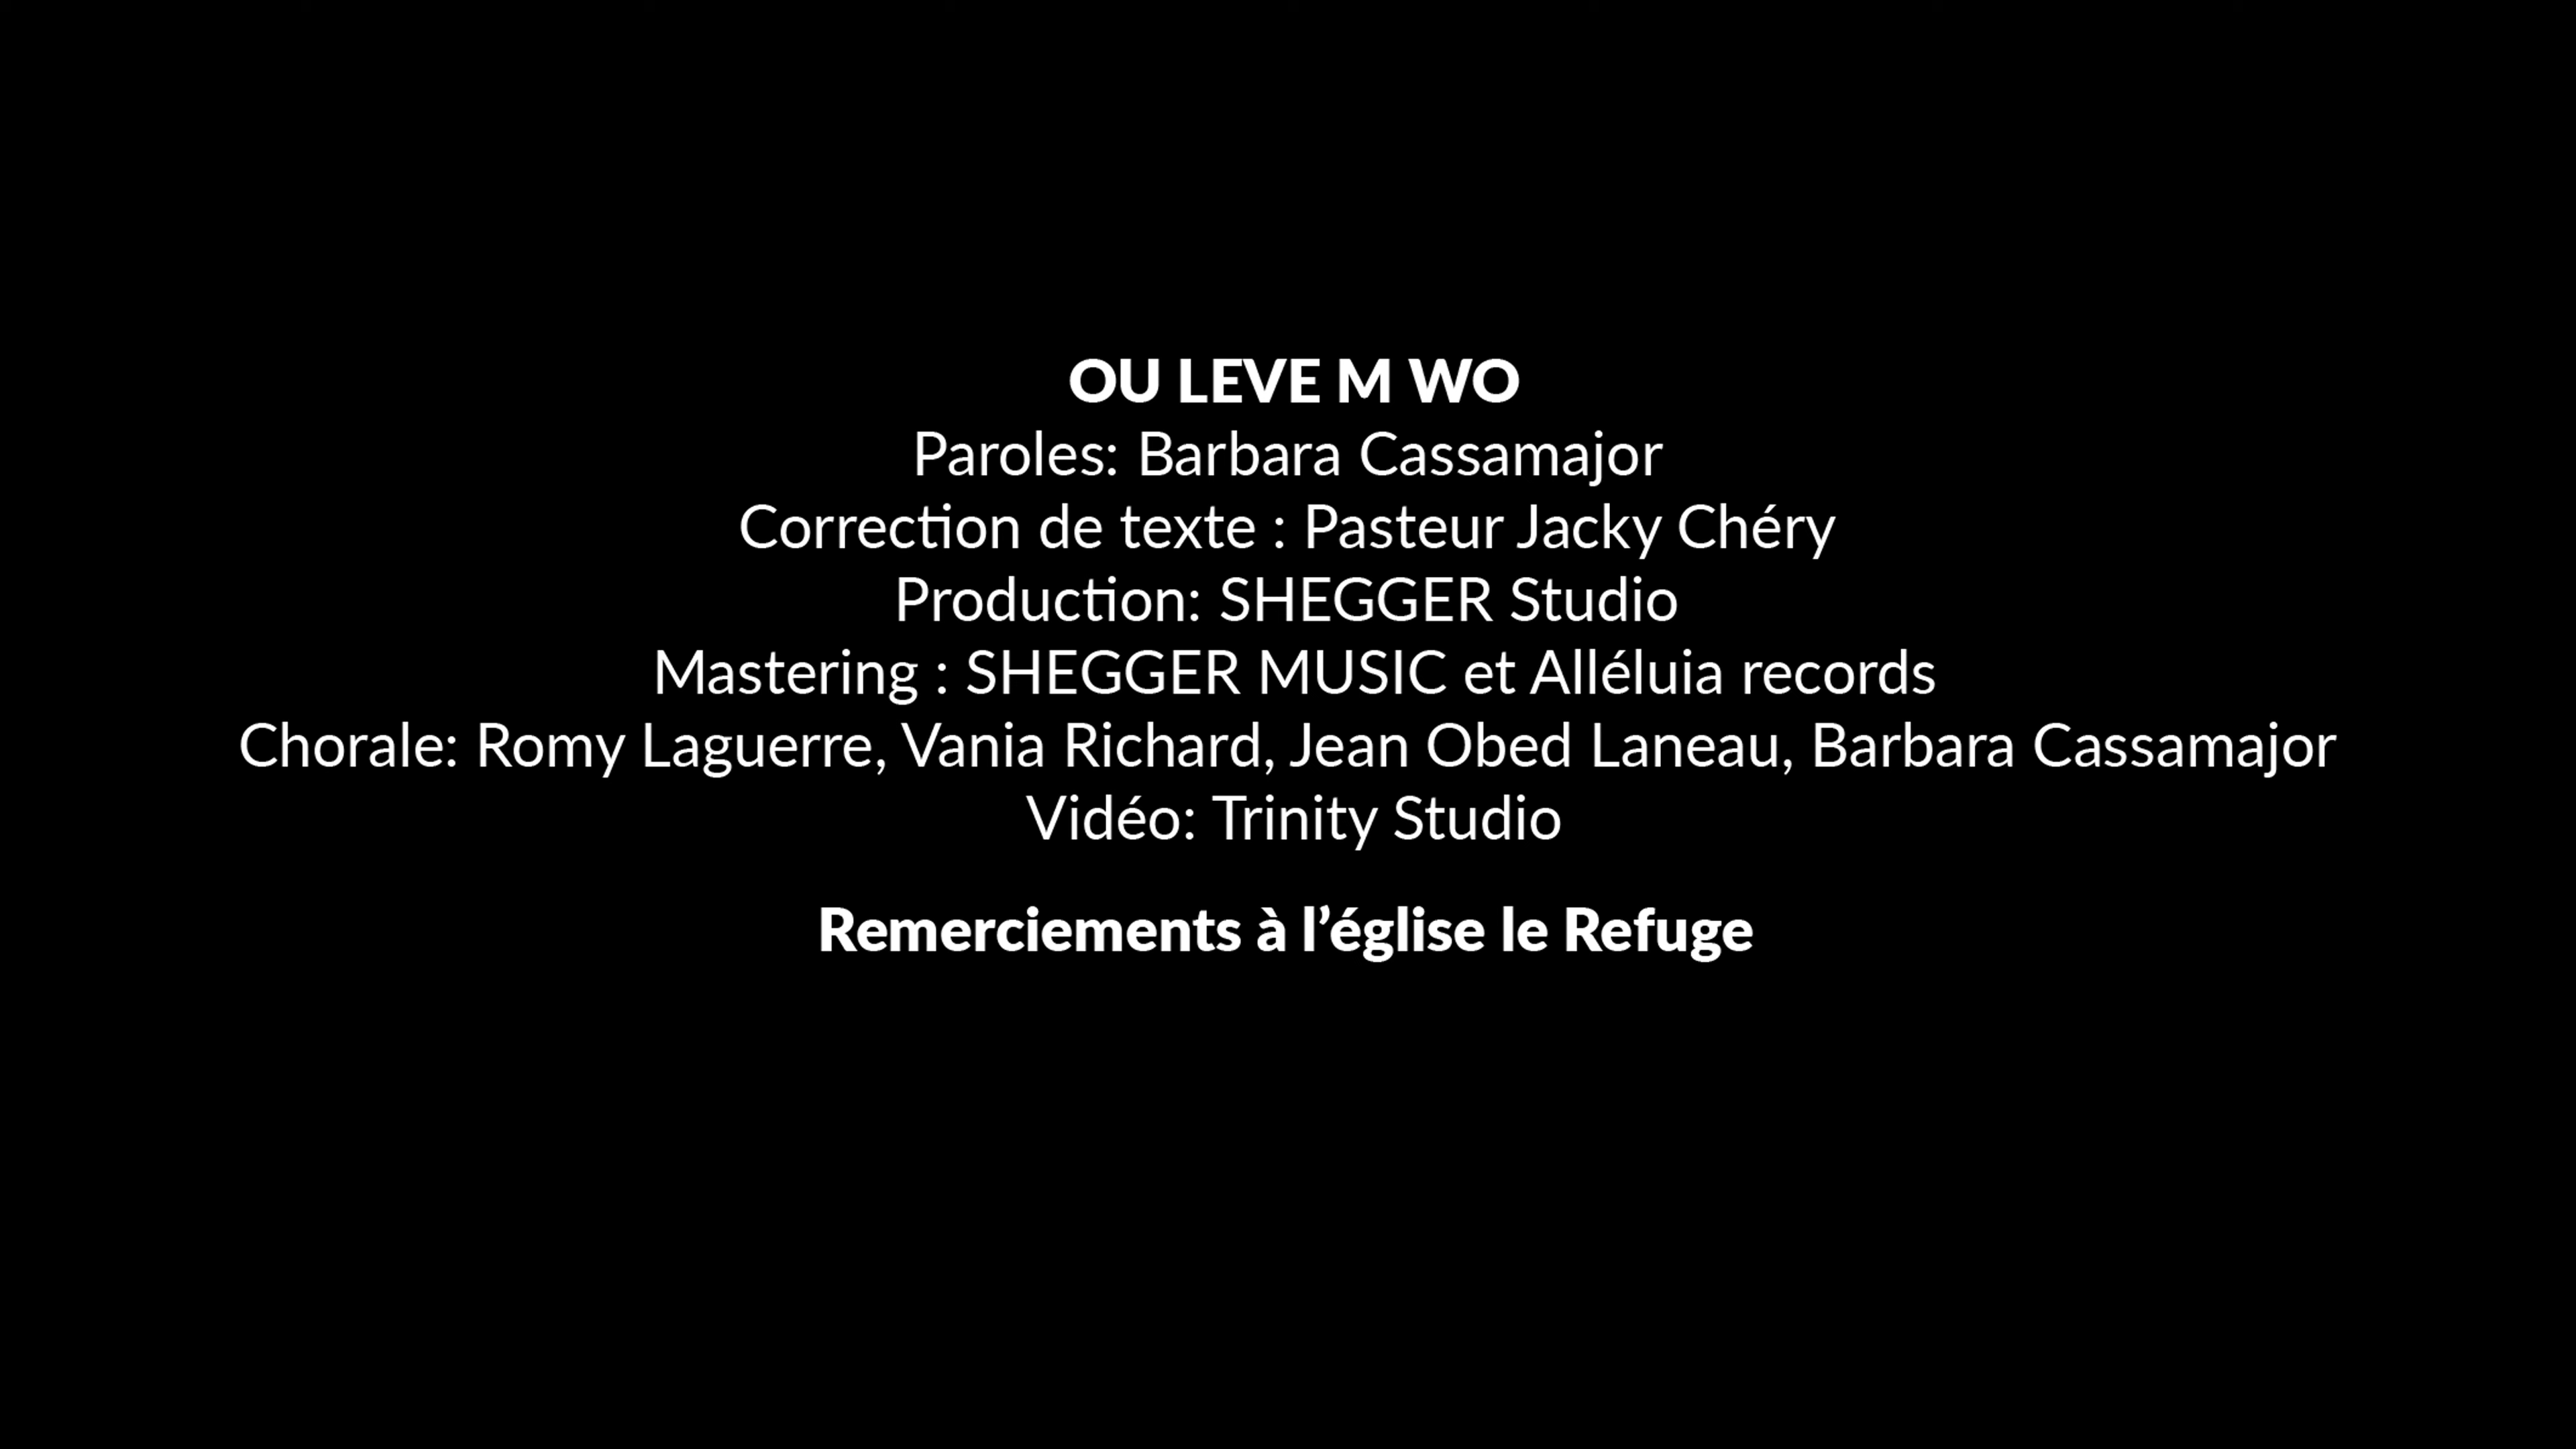 OU LEVE M WO
Paroles: Barbara Cassamajor
Correction de texte : Pasteur Jacky Chéry
Production: SHEGGER Studio
Mastering : SHEGGER MUSIC et Alléluia records
Chorale: Romy Laguerre, Vania Richard, Jean Obed Laneau, Barbara Cassamajor
Vidéo: Trinity Studio
Remerciements à l’église le Refuge